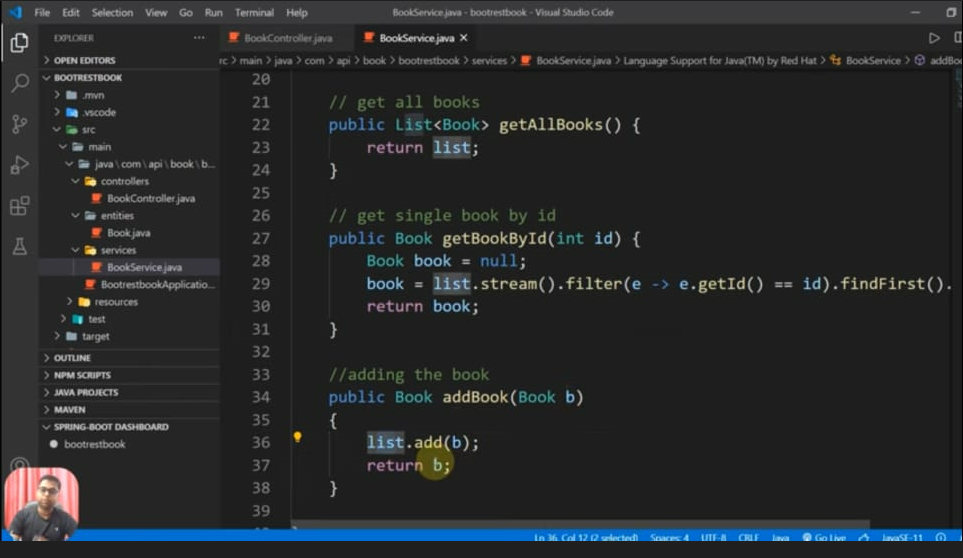 File Edit Selection View Go Run Terminal Help
BookService.java - bootrestbook - Visual Studio Code
EXPLORER
BookController.java
BookService.java
OPEN EDITORS
rc > main > java > com > api > book > bootrestbook > services > BookService.java > Language Support for Java(TM) by Red Hat > BookService > addBoo
BOOTRESTBOOK
.mvn
.vscode
src
main
java \ com \ api \ book \ b...
controllers
BookController.java
entities
Book.java
services
BookService.java
BootrestbookApplicatio...
resources
test
target
OUTLINE
NPM SCRIPTS
JAVA PROJECTS
MAVEN
SPRING-BOOT DASHBOARD
bootrestbook
20
21 // get all books
22 public List<Book> getAllBooks() {
23 return list;
24 }
25
26 // get single book by id
27 public Book getBookById(int id) {
28 Book book = null;
29 book = list.stream().filter(e -> e.getId() == id).findFirst().
30 return book;
31 }
32
33 //adding the book
34 public Book addBook(Book b)
35 {
36 list.add(b);
37 return b;
38 }
39
Ln 36, Col 12 (2 selected) Spaces: 4 UTF-8 CRLF Java Go Live JavaSE-11